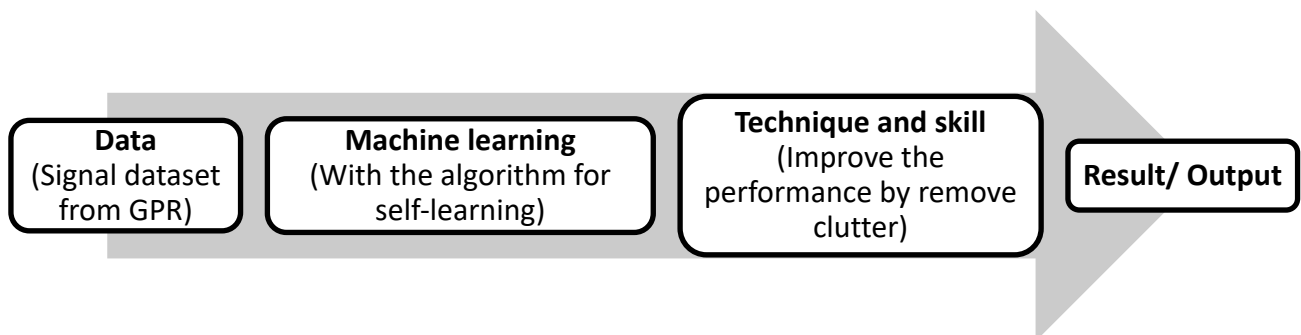 Data
(Signal dataset
from GPR)
Machine learning
(With the algorithm for
self-learning)
Technique and skill
(Improve the
performance by remove
clutter)
Result/ Output